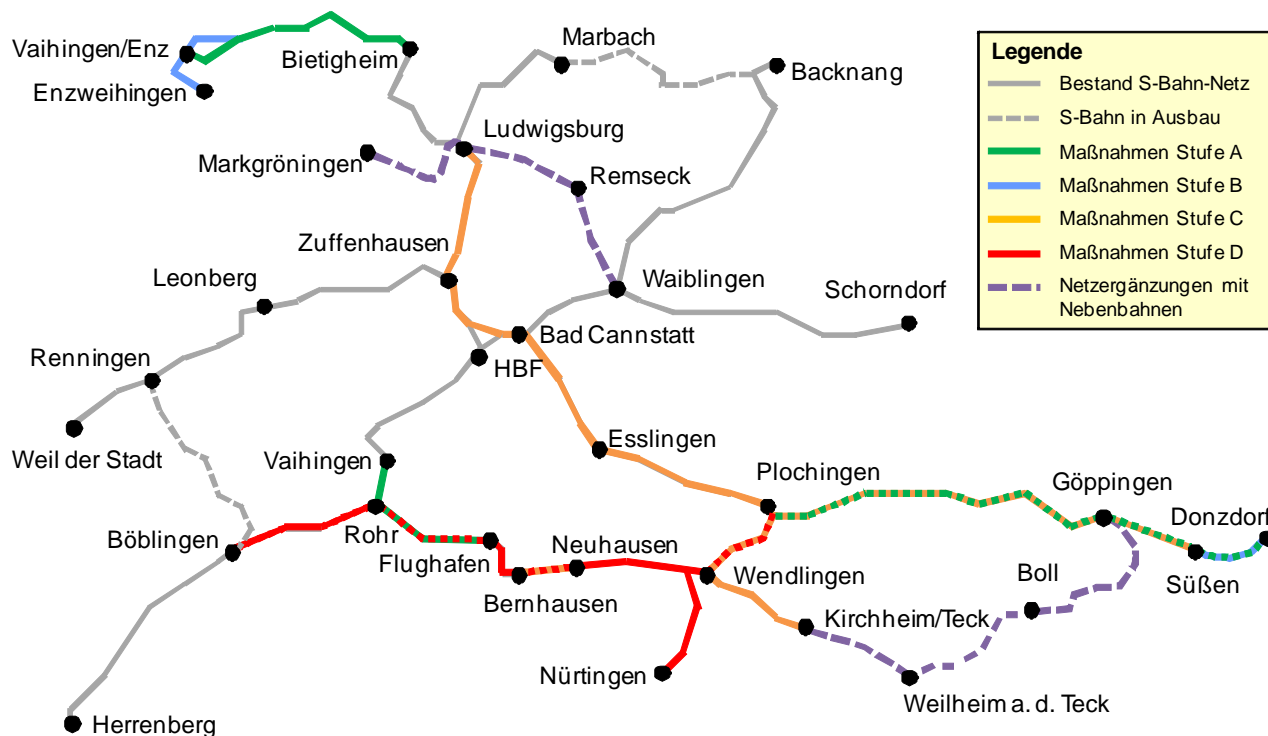 Vaihingen/Enz
Enzweihingen
Bietigheim
Marbach
Backnang
Ludwigsburg
Markgröningen
Remseck
Zuffenhausen
Leonberg
Waiblingen
Schorndorf
Renningen
Bad Cannstatt
HBF
Weil der Stadt
Vaihingen
Esslingen
Plochingen
Göppingen
Donzdorf
Böblingen
Rohr
Flughafen
Neuhausen
Bernhausen
Wendlingen
Boll
Süßen
Kirchheim/Teck
Nürtingen
Weilheim a. d. Teck
Herrenberg
Legende
Bestand S-Bahn-Netz
S-Bahn in Ausbau
Maßnahmen Stufe A
Maßnahmen Stufe B
Maßnahmen Stufe C
Maßnahmen Stufe D
Netzergänzungen mit
Nebenbahnen